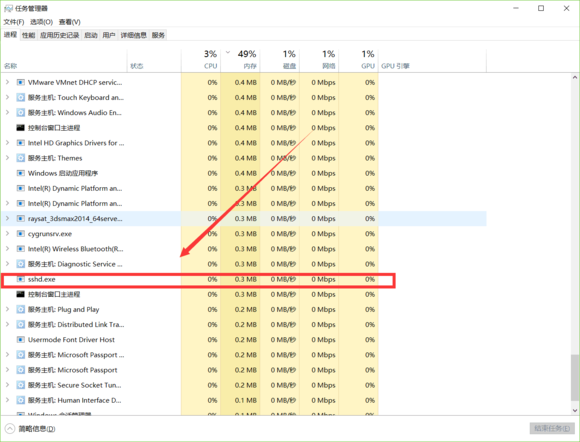 任务管理器
文件(F) 选项(O) 查看(V)
进程 性能 应用历史记录 启动 用户 详细信息 服务
3% 49% 1% 1% 1%
名称 状态 CPU 内存 磁盘 网络 GPU GPU 引擎
VMware VMnet DHCP servic... 0% 0.4 MB 0 MB/秒 0 Mbps 0%
服务主机: Touch Keyboard an... 0% 0.4 MB 0 MB/秒 0 Mbps 0%
服务主机: Windows Audio En... 0% 0.4 MB 0 MB/秒 0 Mbps 0%
控制台窗口主进程 0% 0.4 MB 0 MB/秒 0 Mbps 0%
Intel HD Graphics Drivers for ... 0% 0.4 MB 0 MB/秒 0 Mbps 0%
服务主机: Themes 0% 0.4 MB 0 MB/秒 0 Mbps 0%
Windows 启动应用程序 0% 0.4 MB 0 MB/秒 0 Mbps 0%
Intel(R) Dynamic Platform an... 0% 0.3 MB 0 MB/秒 0 Mbps 0%
Intel(R) Dynamic Platform an... 0% 0.3 MB 0 MB/秒 0 Mbps 0%
raysat_3dsmax2014_64serve... 0% 0.3 MB 0 MB/秒 0 Mbps 0%
cygrunsrv.exe 0% 0.3 MB 0 MB/秒 0 Mbps 0%
Intel(R) Wireless Bluetooth(R... 0% 0.3 MB 0 MB/秒 0 Mbps 0%
服务主机: Diagnostic Service ... 0% 0.3 MB 0 MB/秒 0 Mbps 0%
sshd.exe 0% 0.3 MB 0 MB/秒 0 Mbps 0%
控制台窗口主进程 0% 0.3 MB 0 MB/秒 0 Mbps 0%
服务主机: Plug and Play 0% 0.2 MB 0 MB/秒 0 Mbps 0%
服务主机: Distributed Link Tra... 0% 0.2 MB 0 MB/秒 0 Mbps 0%
Usermode Font Driver Host 0% 0.2 MB 0 MB/秒 0 Mbps 0%
服务主机: Microsoft Passport ... 0% 0.2 MB 0 MB/秒 0 Mbps 0%
服务主机: Microsoft Passport 0% 0.2 MB 0 MB/秒 0 Mbps 0%
服务主机: Secure Socket Tun... 0% 0.2 MB 0 MB/秒 0 Mbps 0%
服务主机: Human Interface D... 0% 0.1 MB 0 MB/秒 0 Mbps 0%
Windows 0% 0.1 MB 0 MB/秒 0 Mbps 0%
简略信息(D) 结束任务(E)